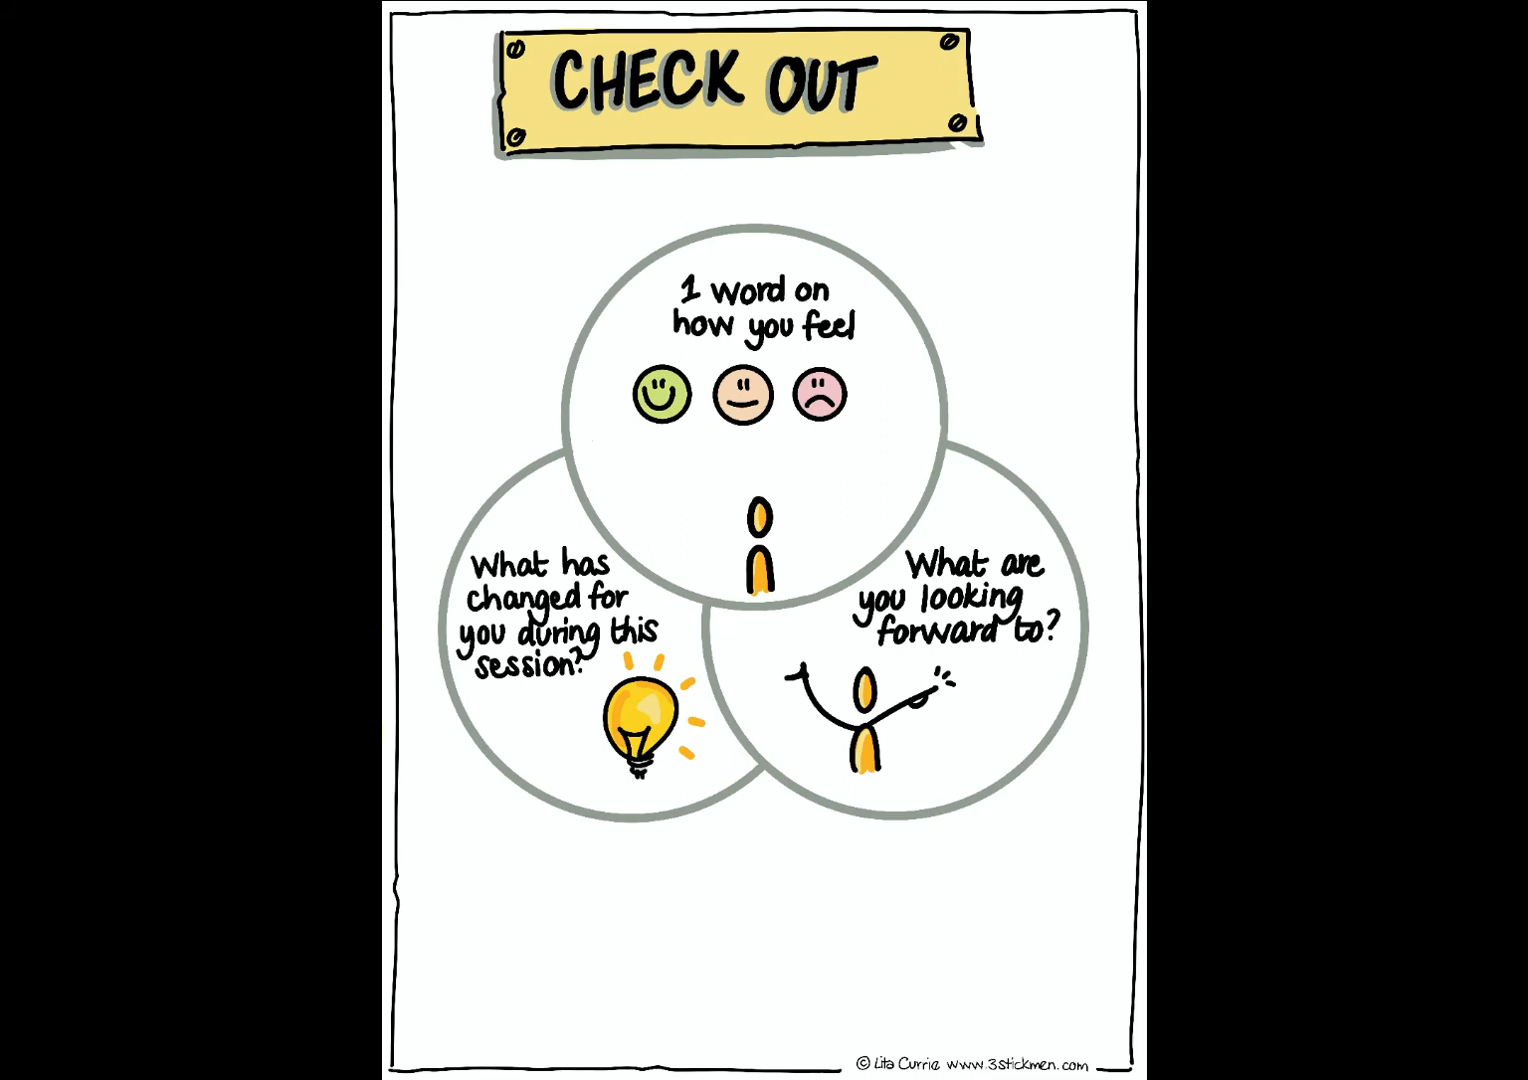 CHECK OUT
1 word on
how you feel
What has
changed for
you during this
session?
What are
you looking
forward to?
© Lita Currie www.3stickmen.com